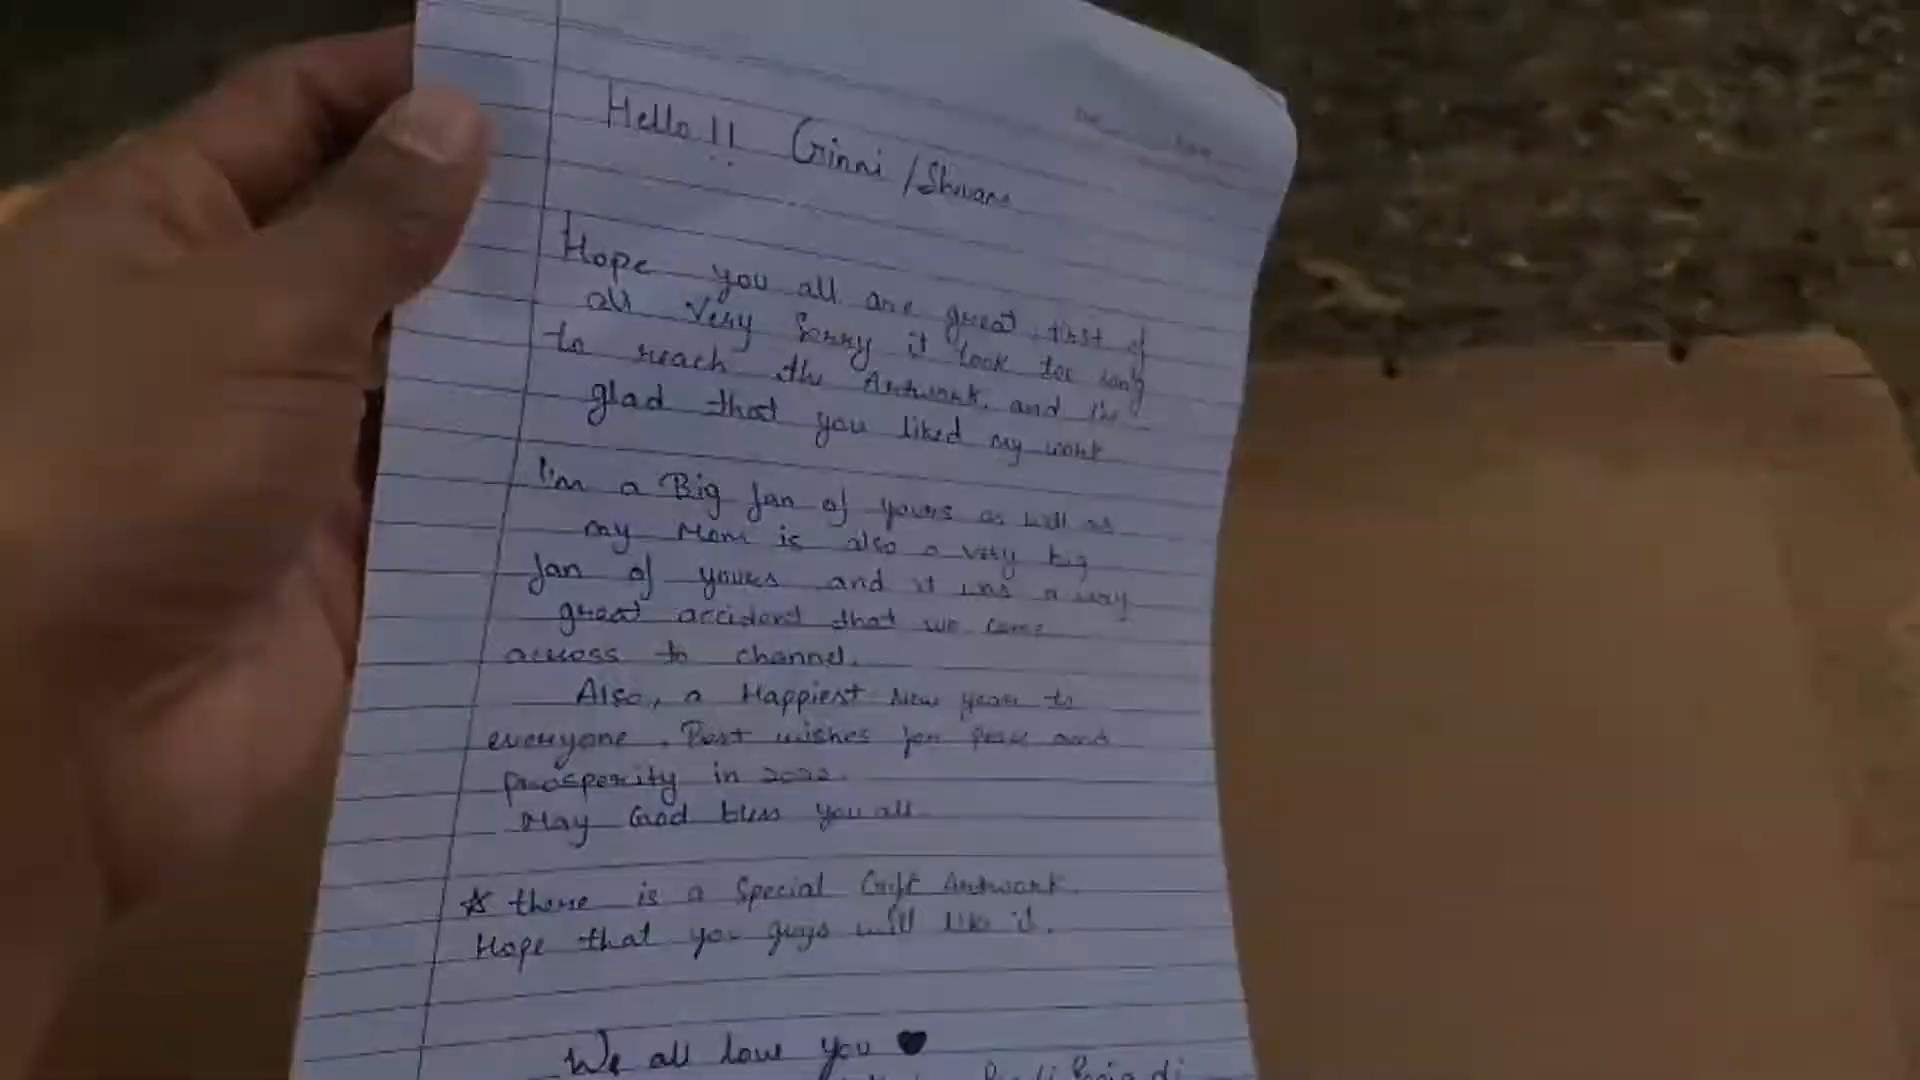 Hello !! Ginni /Shivam
Hope you all are great, first of
all Very Sorry it took too long
to reach the Artwork. and I'm
glad that you liked my work
I'm a Big fan of yours as well as
my Mom is also a very big
fan of yours and it was a very
great accident that we came
across to channel.
Also, a Happiest New year to
everyone. Best wishes for Peace and
Prosperity in 2022.
May God bless you all.
☆ there is a Special Gift Artwork.
Hope that you guys will like it.
We all love you ♥